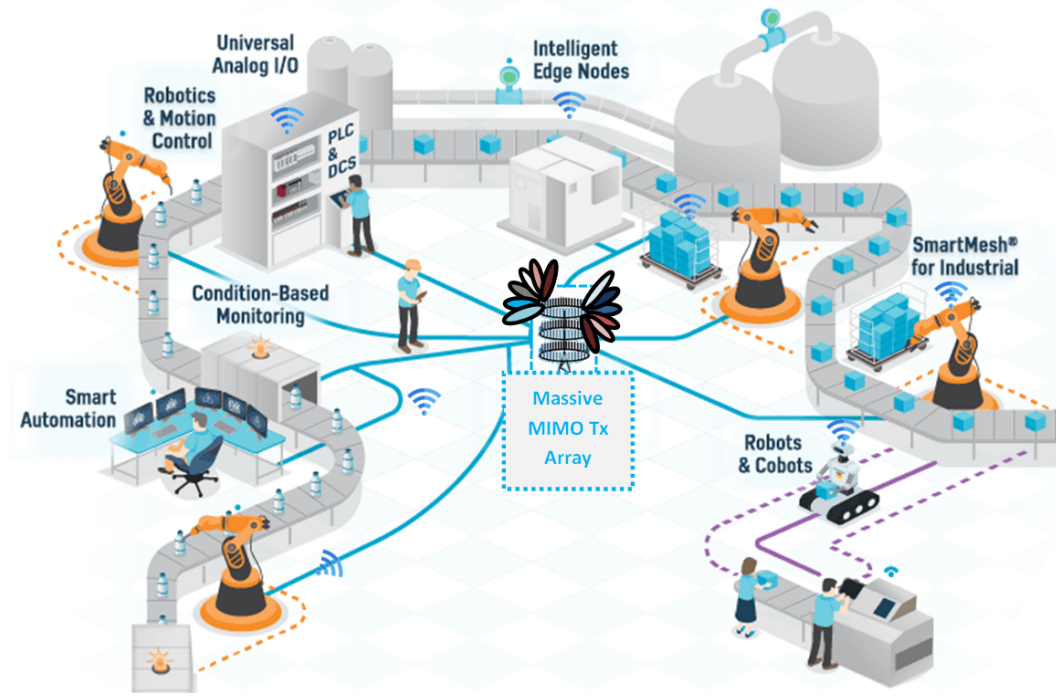 Universal
Analog I/O
Intelligent
Edge Nodes
Robotics
& Motion
Control
PLC
& DCS
SmartMesh®
for Industrial
Condition-Based
Monitoring
Smart
Automation
Massive
MIMO Tx
Array
Robots
& Cobots